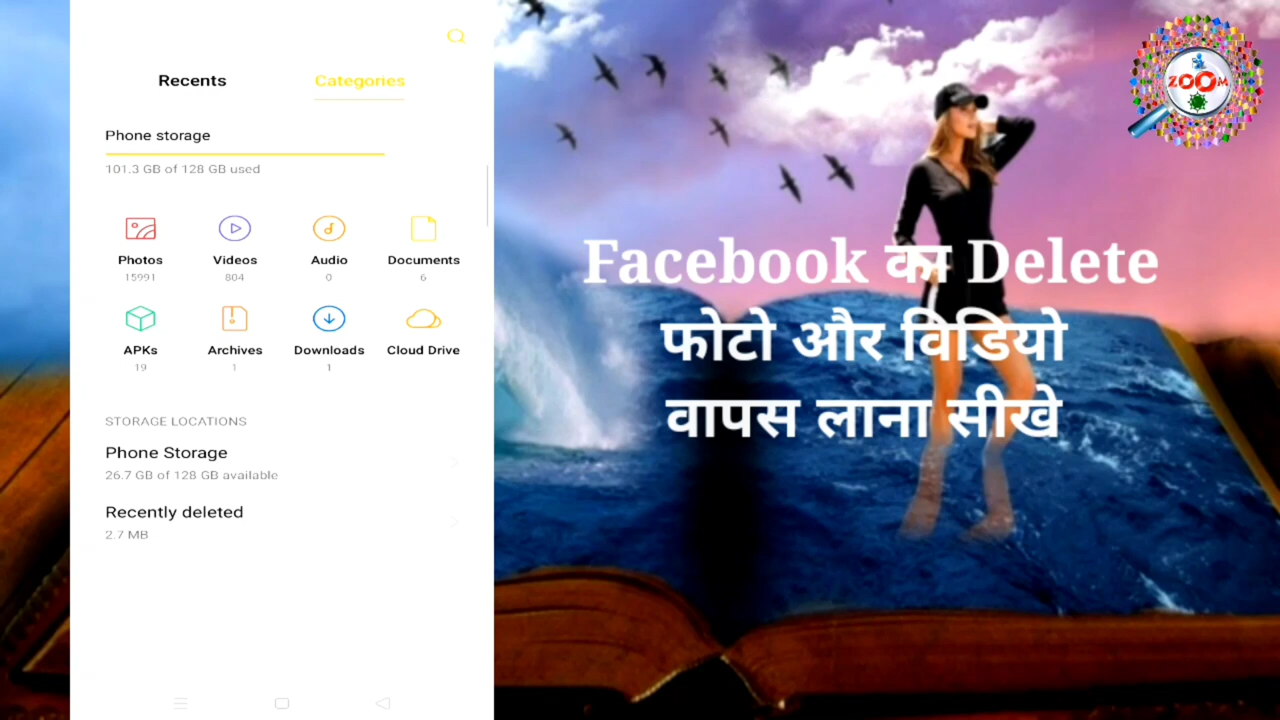 Recents
Categories
Phone storage
101.3 GB of 128 GB used
Photos
15991
Videos
804
Audio
0
Documents
6
APKs
19
Archives
1
Downloads
1
Cloud Drive
STORAGE LOCATIONS
Phone Storage
26.7 GB of 128 GB available
Recently deleted
2.7 MB
Facebook का Delete
फोटो और विडियो
वापस लाना सीखे
ZOOM